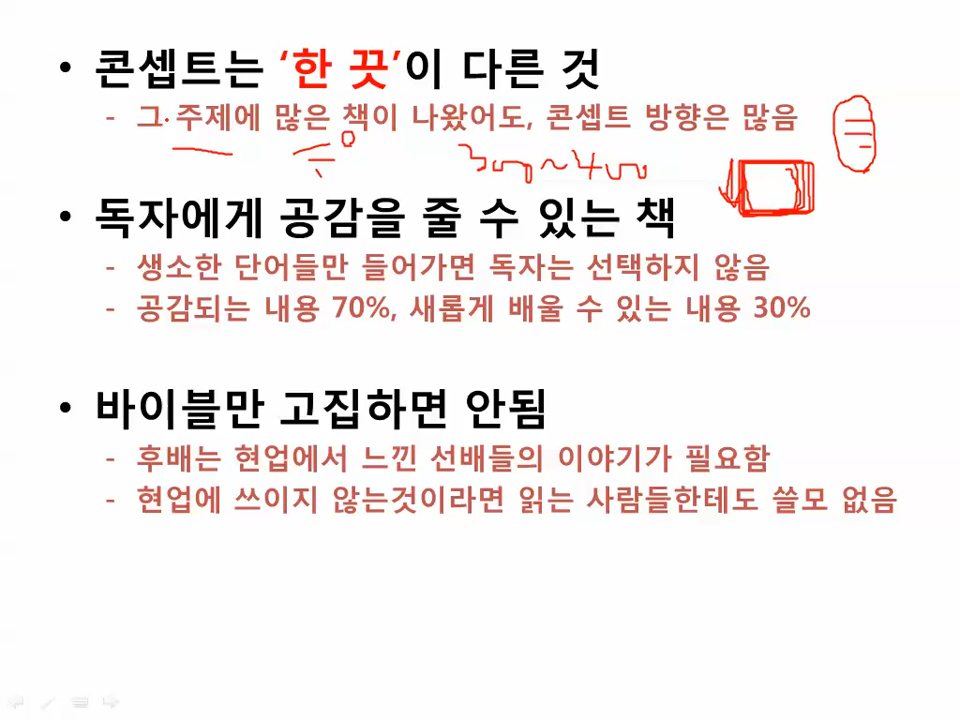 • 콘셉트는 ‘한 끗’이 다른 것
- 그 주제에 많은 책이 나왔어도, 콘셉트 방향은 많음
• 독자에게 공감을 줄 수 있는 책
- 생소한 단어들만 들어가면 독자는 선택하지 않음
- 공감되는 내용 70%, 새롭게 배울 수 있는 내용 30%
• 바이블만 고집하면 안됨
- 후배는 현업에서 느낀 선배들의 이야기가 필요함
- 현업에 쓰이지 않는것이라면 읽는 사람들한테도 쓸모 없음